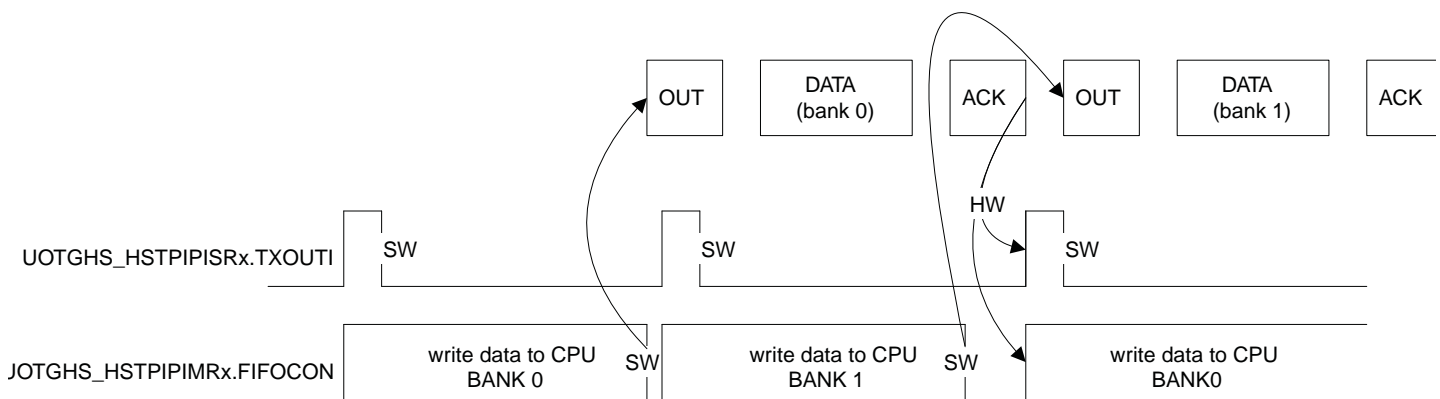 OUT
DATA
(bank 0)
ACK
OUT
DATA
(bank 1)
ACK
HW
UOTGHS_HSTPIPISRx.TXOUTI
SW
SW
SW
JOTGHS_HSTPIPIMRx.FIFOCON
write data to CPU
BANK 0
SW
write data to CPU
BANK 1
SW
write data to CPU
BANK0